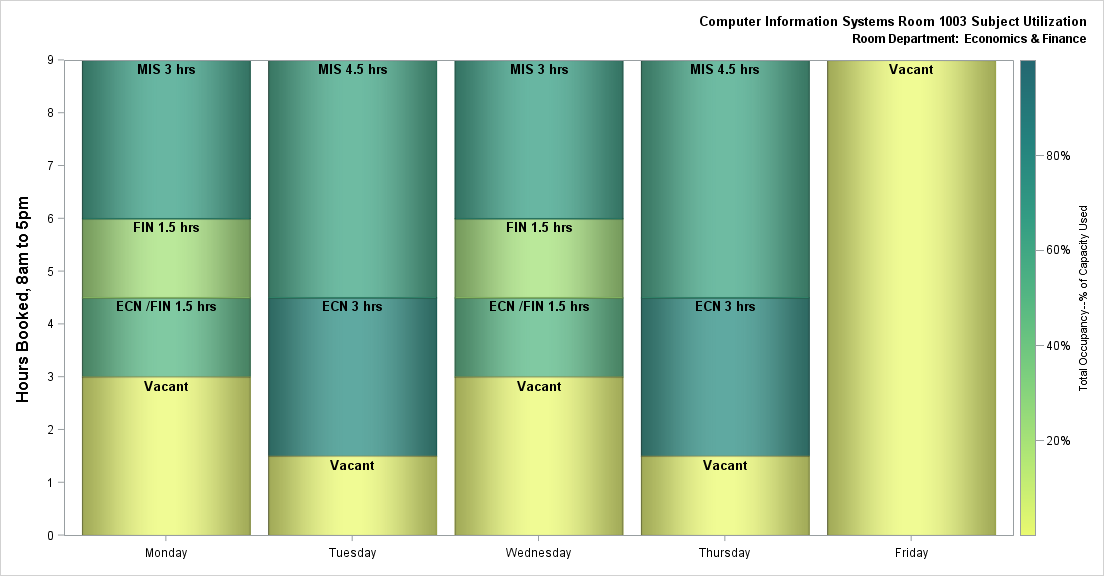 Computer Information Systems Room 1003 Subject Utilization
Room Department: Economics & Finance
Hours Booked, 8am to 5pm
9
8
7
6
5
4
3
2
1
0
MIS 3 hrs
FIN 1.5 hrs
ECN /FIN 1.5 hrs
Vacant
MIS 4.5 hrs
ECN 3 hrs
Vacant
MIS 3 hrs
FIN 1.5 hrs
ECN /FIN 1.5 hrs
Vacant
MIS 4.5 hrs
ECN 3 hrs
Vacant
Vacant
Monday
Tuesday
Wednesday
Thursday
Friday
80%
60%
40%
20%
Total Occupancy--% of Capacity Used